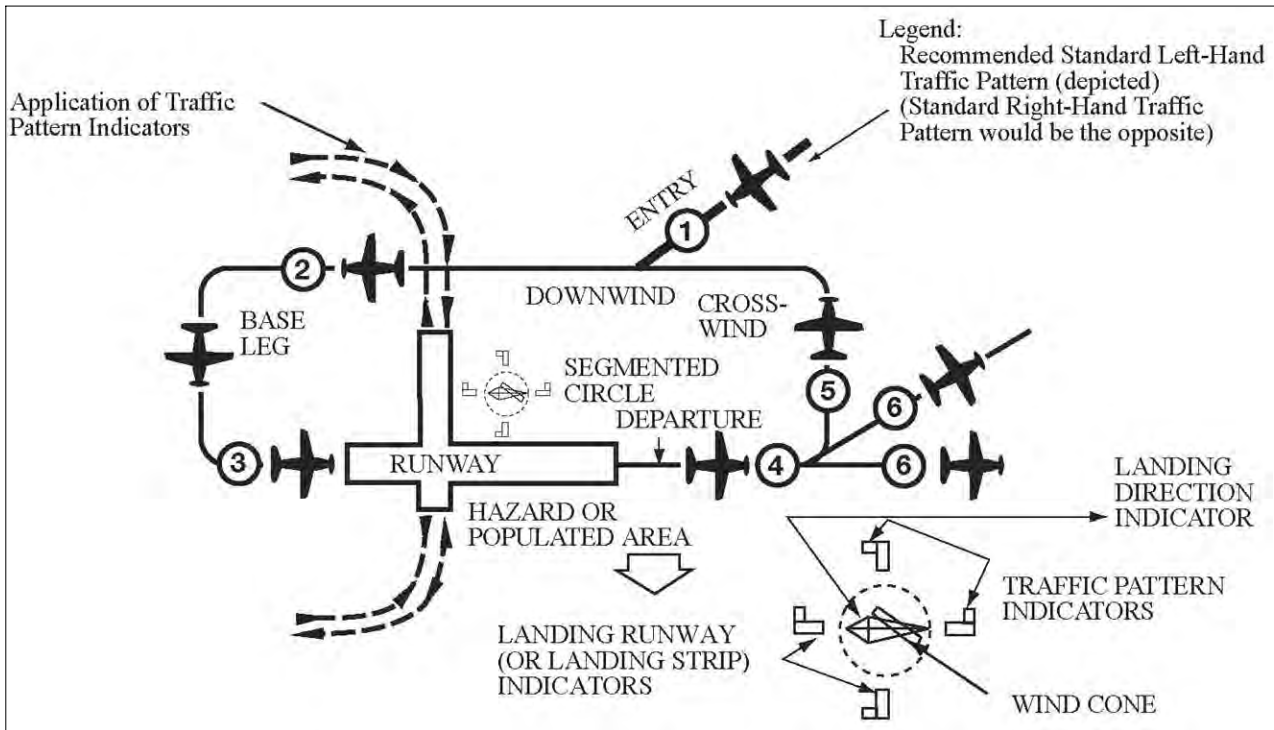 Legend:
Recommended Standard Left-Hand
Traffic Pattern (depicted)
(Standard Right-Hand Traffic
Pattern would be the opposite)
Application of Traffic
Pattern Indicators
ENTRY
1
2
DOWNWIND
CROSS-
WIND
BASE
LEG
SEGMENTED
CIRCLE
5
6
DEPARTURE
3
RUNWAY
4
6
LANDING
DIRECTION
INDICATOR
HAZARD OR
POPULATED AREA
TRAFFIC PATTERN
INDICATORS
LANDING RUNWAY
(OR LANDING STRIP)
INDICATORS
WIND CONE